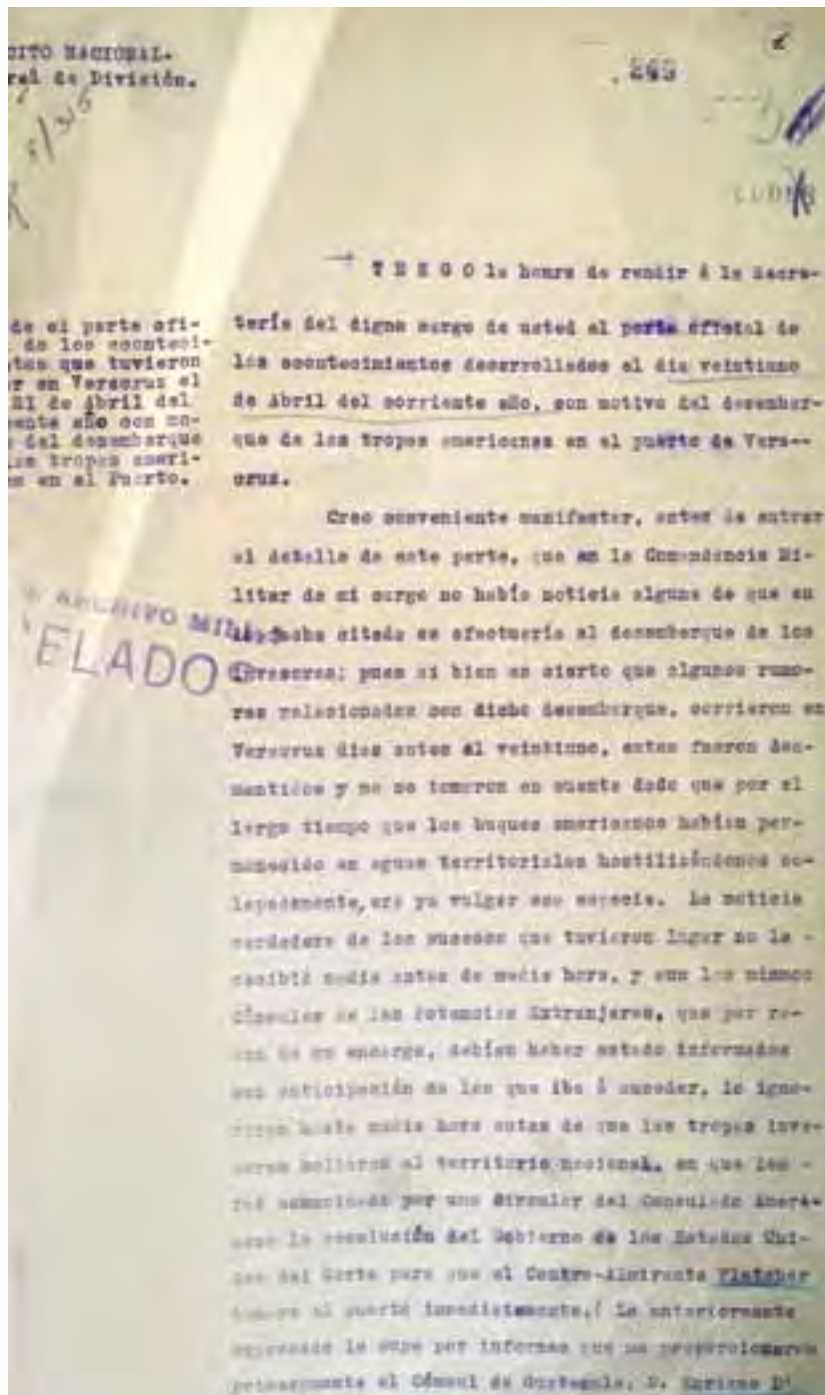 CITO NACIONAL.
ral de División.
249
TENGO la honra de rendir á la Secre-
taría del digno cargo de usted el parte oficial de
los acontecimientos desarrollados el día veintiuno
de Abril del corriente año, con motivo del desembar-
que de las tropas americanas en el puerto de Vera--
cruz.
de el parte ofi-
de los aconteci-
tos que tuvieron
ar en Veracruz el
21 de Abril del
ente año con mo-
del desembarque
las tropas ameri-
as en el Puerto.
Creo conveniente manifestar, antes de entrar
al detalle de este parte, que en la Comandancia Mi-
litar de mi cargo no había noticia alguna de que en
la fecha citada se efectuaría el desembarque de los
invasores; pues si bien es cierto que algunos rumo-
res relacionados con dicho desembarque, corrieron en
Veracruz días antes al veintiuno, estos fueron des-
mentidos y no se tomaron en cuenta dado que por el
largo tiempo que los buques americanos habían per-
manecido en aguas territoriales hostilizándonos so-
lapadamente, era ya vulgar esa especie. La noticia
verdadera de los sucesos que tuvieron lugar no la -
recibió nadie antes de media hora, y aun los mismos
Cónsules de las Potencias Extranjeras, que por ra-
zón de su encargo, debían haber estado informados
con anticipación de los que iba á suceder, lo igno-
raron hasta media hora antes de que las tropas inva-
soras hollaron el territorio nacional, en que les -
fué comunicada por una Circular del Consulado Ameri-
cano la resolución del Gobierno de los Estados Uni-
dos del Norte para que el Contra-Almirante Fletcher
tomara el puerto inmediatamente.( Lo anteriormente
expresado lo supe por informes que me proporcionaron
primeramente el Cónsul de Guatemala, D. Enrique D'
ARCHIVO MIL
ELADO